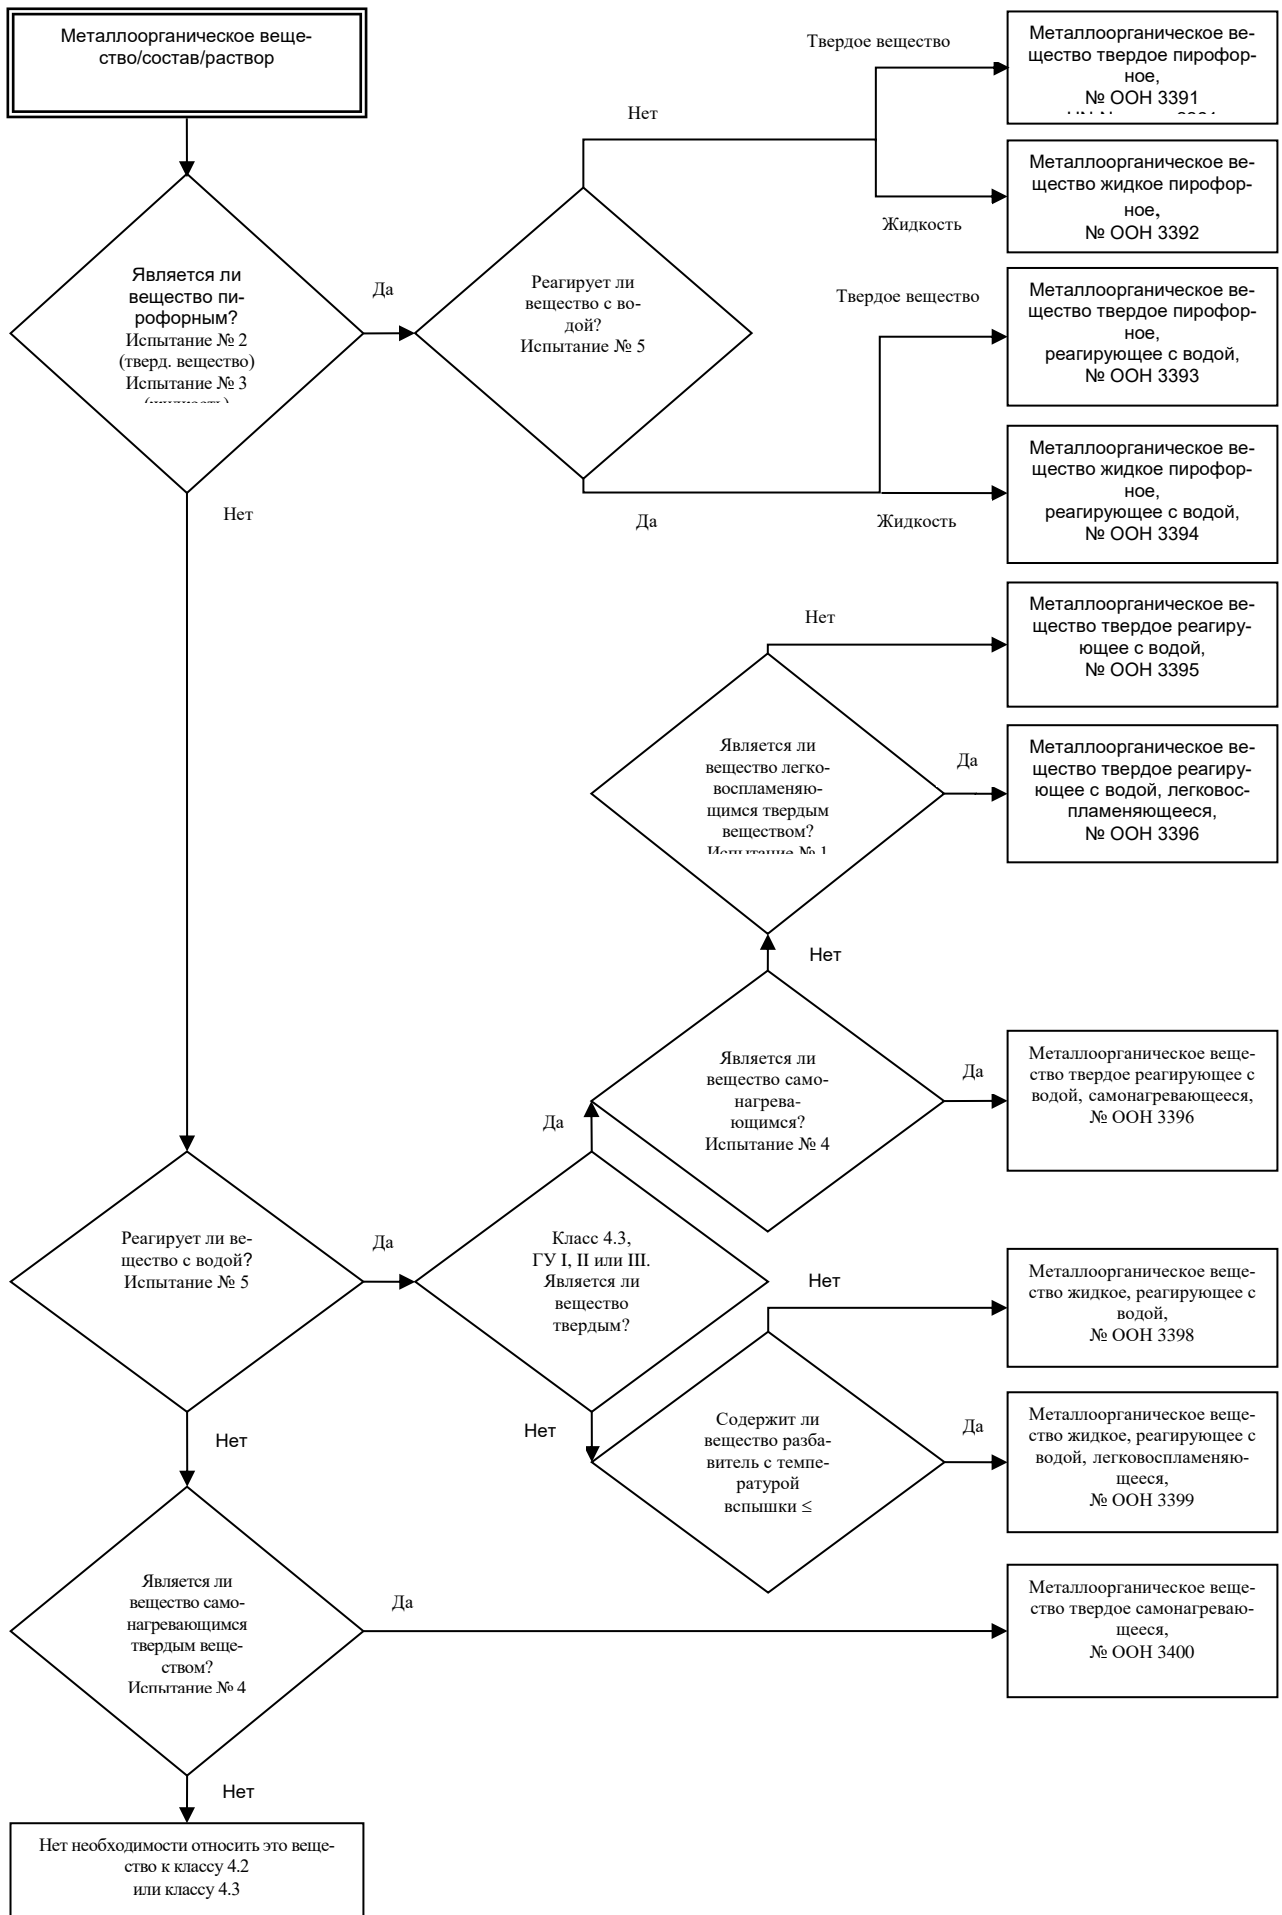 Металлоорганическое веще-
ство/состав/раствор
Твердое вещество
Металлоорганическое ве-
щество твердое пирофор-
ное,
№ ООН 3391
Нет
Металлоорганическое ве-
щество жидкое пирофор-
ное,
№ ООН 3392
Жидкость
Является ли
вещество пи-
рофорным?
Испытание № 2
(тверд. вещество)
Испытание № 3
(жидкость)
Да
Реагирует ли
вещество с во-
дой?
Испытание № 5
Твердое вещество
Металлоорганическое ве-
щество твердое пирофор-
ное,
реагирующее с водой,
№ ООН 3393
Металлоорганическое ве-
щество жидкое пирофор-
ное,
реагирующее с водой,
№ ООН 3394
Нет
Да
Жидкость
Нет
Металлоорганическое ве-
щество твердое реагиру-
ющее с водой,
№ ООН 3395
Является ли
вещество легко-
воспламеняю-
щимся твердым
веществом?
Испытание № 1
Да
Металлоорганическое ве-
щество твердое реагиру-
ющее с водой, легковос-
пламеняющееся,
№ ООН 3396
Нет
Является ли
вещество само-
нагрева-
ющимся?
Испытание № 4
Да
Металлоорганическое веще-
ство твердое реагирующее с
водой, самонагревающееся,
№ ООН 3396
Да
Реагирует ли ве-
щество с водой?
Испытание № 5
Да
Класс 4.3,
ГУ I, II или III.
Является ли
вещество
твердым?
Нет
Металлоорганическое веще-
ство жидкое, реагирующее с
водой,
№ ООН 3398
Нет
Нет
Содержит ли
вещество разба-
витель с темпе-
ратурой
вспышки ≤
Да
Металлоорганическое веще-
ство жидкое, реагирующее с
водой, легковоспламеняю-
щееся,
№ ООН 3399
Является ли
вещество само-
нагревающимся
твердым веще-
ством?
Испытание № 4
Да
Металлоорганическое веще-
ство твердое самонагреваю-
щееся,
№ ООН 3400
Нет
Нет необходимости относить это веще-
ство к классу 4.2
или классу 4.3